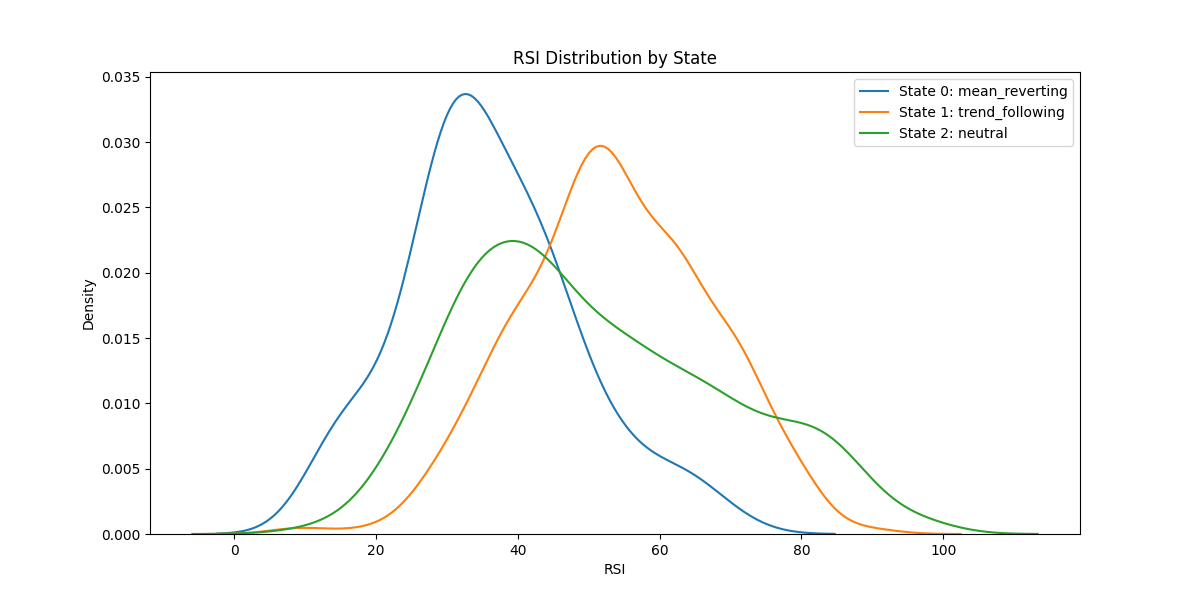 RSI Distribution by State
State 0: mean_reverting
State 1: trend_following
State 2: neutral
Density
0.035
0.030
0.025
0.020
0.015
0.010
0.005
0.000
0 20 40 60 80 100
RSI